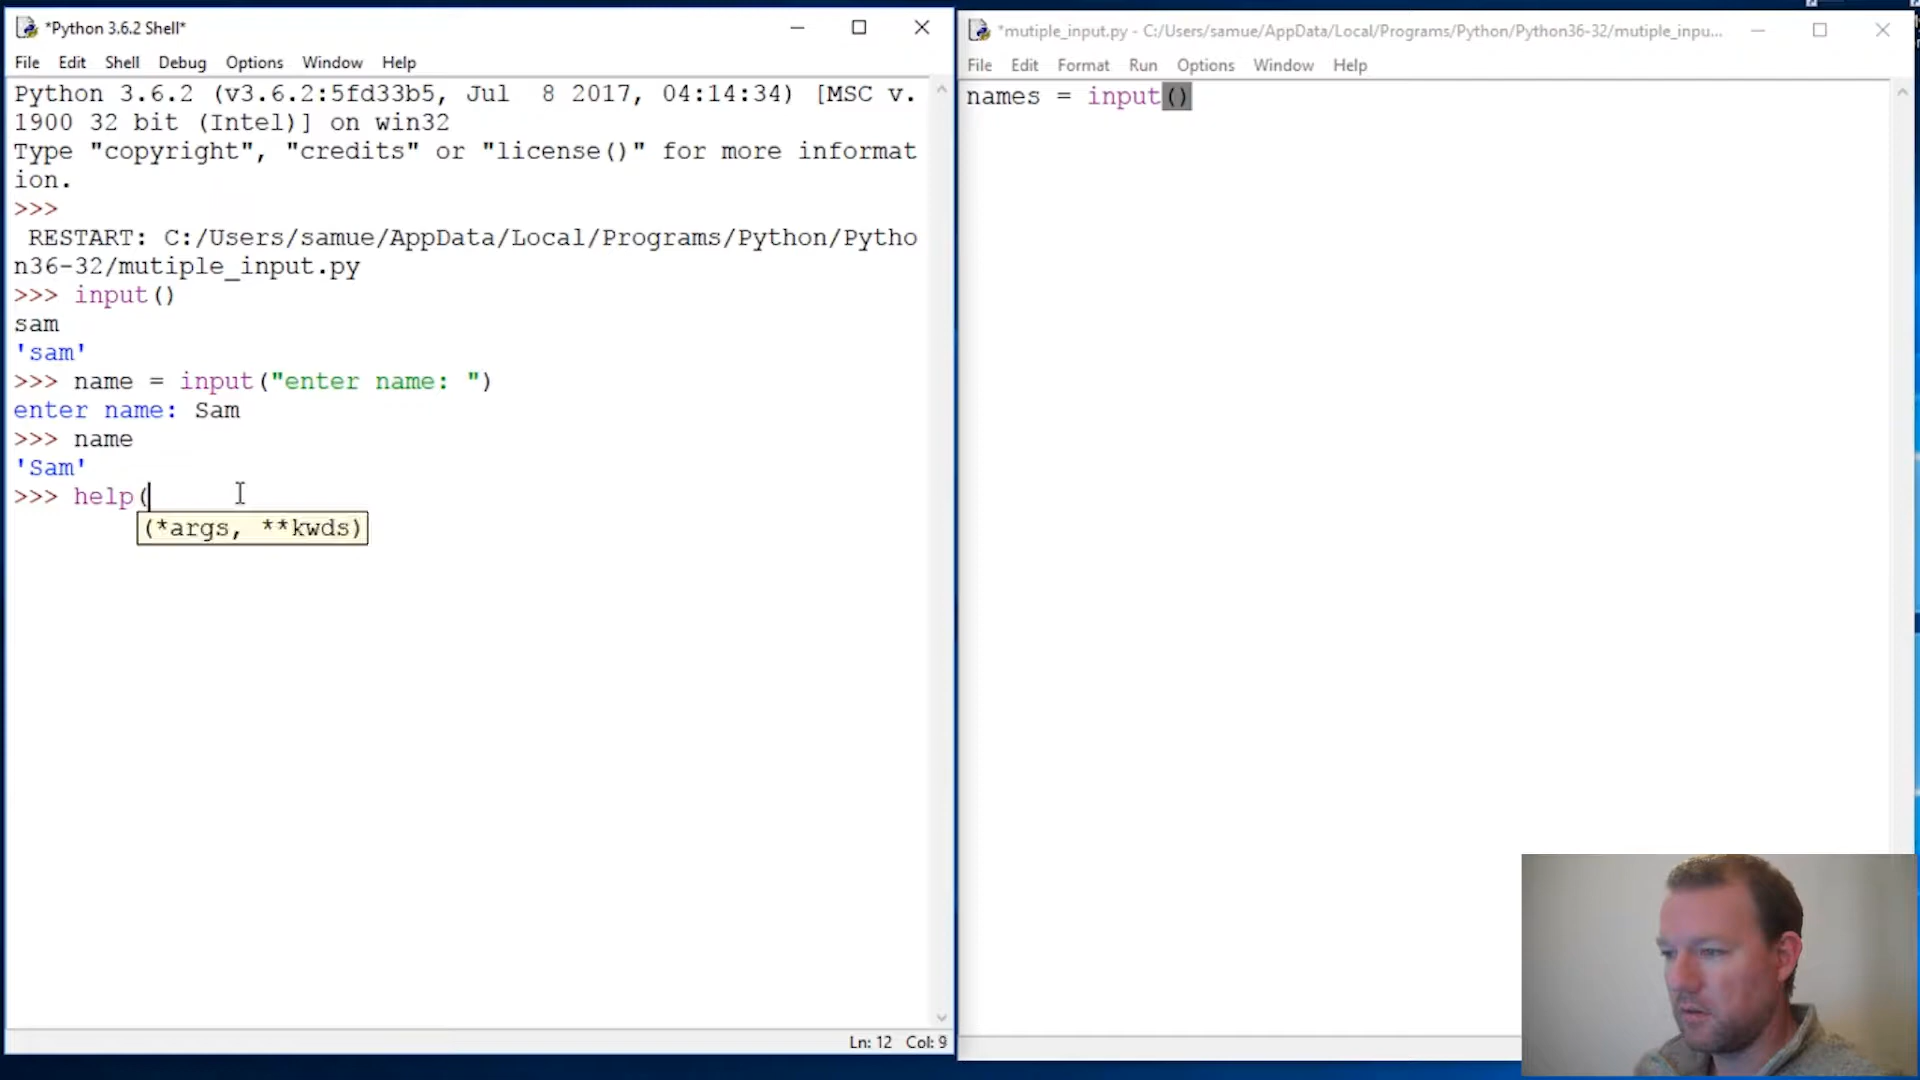 *Python 3.6.2 Shell*
File Edit Shell Debug Options Window Help
Python 3.6.2 (v3.6.2:5fd33b5, Jul  8 2017, 04:14:34) [MSC v.
1900 32 bit (Intel)] on win32
Type "copyright", "credits" or "license()" for more informat
ion.
>>>
RESTART: C:/Users/samue/AppData/Local/Programs/Python/Pytho
n36-32/mutiple_input.py
>>> input()
sam
'sam'
>>> name = input("enter name: ")
enter name: Sam
>>> name
'Sam'
>>> help(
(*args, **kwds)
Ln: 12 Col: 9
*mutiple_input.py - C:/Users/samue/AppData/Local/Programs/Python/Python36-32/mutiple_inpu...
File Edit Format Run Options Window Help
names = input()